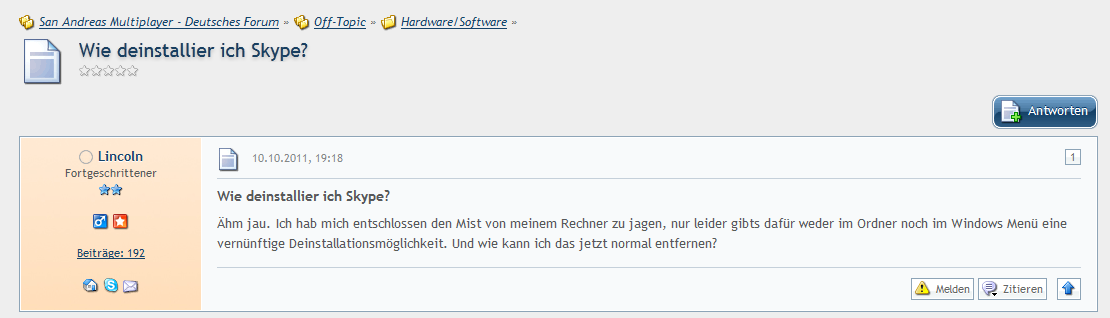 San Andreas Multiplayer - Deutsches Forum » Off-Topic » Hardware/Software »
Wie deinstallier ich Skype?
Antworten
Lincoln
Fortgeschrittener
Beiträge: 192
10.10.2011, 19:18
1
Wie deinstallier ich Skype?
Ähm jau. Ich hab mich entschlossen den Mist von meinem Rechner zu jagen, nur leider gibts dafür weder im Ordner noch im Windows Menü eine
vernünftige Deinstallationsmöglichkeit. Und wie kann ich das jetzt normal entfernen?
Melden Zitieren